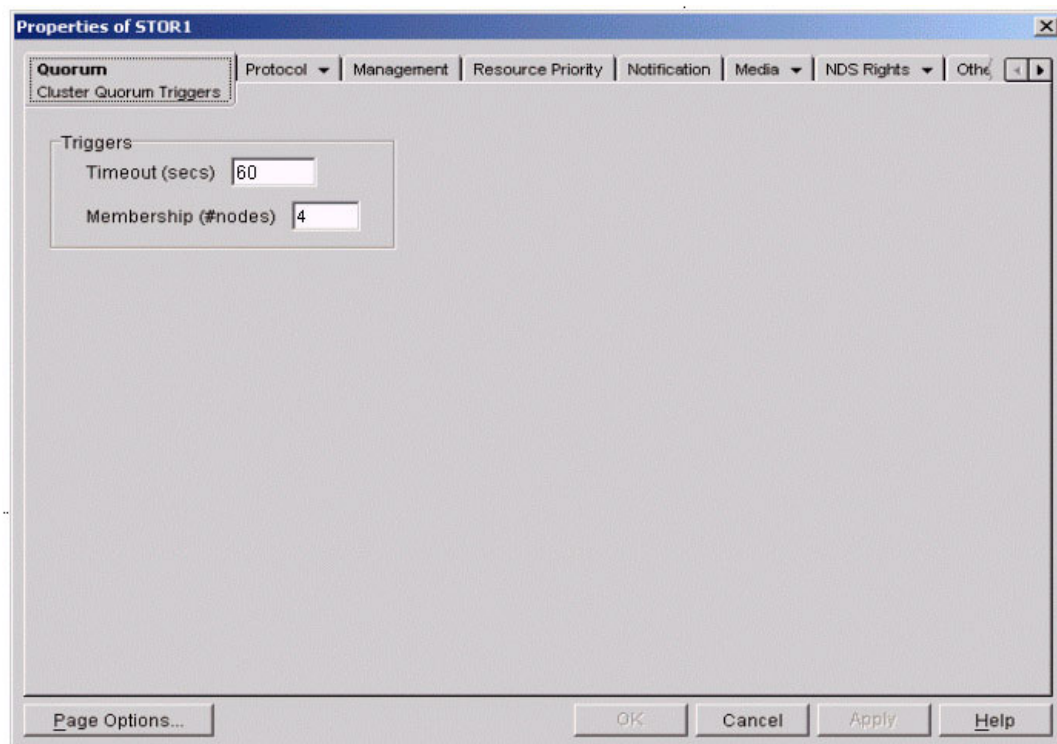 Properties of STOR1
Quorum Protocol Management Resource Priority Notification Media NDS Rights Othe
Cluster Quorum Triggers
Triggers
Timeout (secs) 60
Membership (#nodes) 4
Page Options... OK Cancel Apply Help